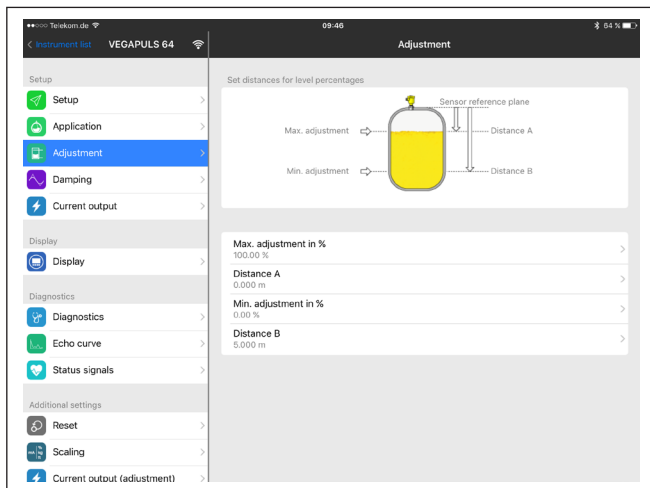 Telekom.de
09:46
64 %
Instrument list
VEGAPULS 64
Adjustment
Setup
Setup
Application
Adjustment
Damping
Current output
Display
Display
Diagnostics
Diagnostics
Echo curve
Status signals
Additional settings
Reset
Scaling
Current output (adjustment)
Set distances for level percentages
Sensor reference plane
Max. adjustment
Distance A
Min. adjustment
Distance B
Max. adjustment in %
100.00 %
Distance A
0.000 m
Min. adjustment in %
0.00 %
Distance B
5.000 m